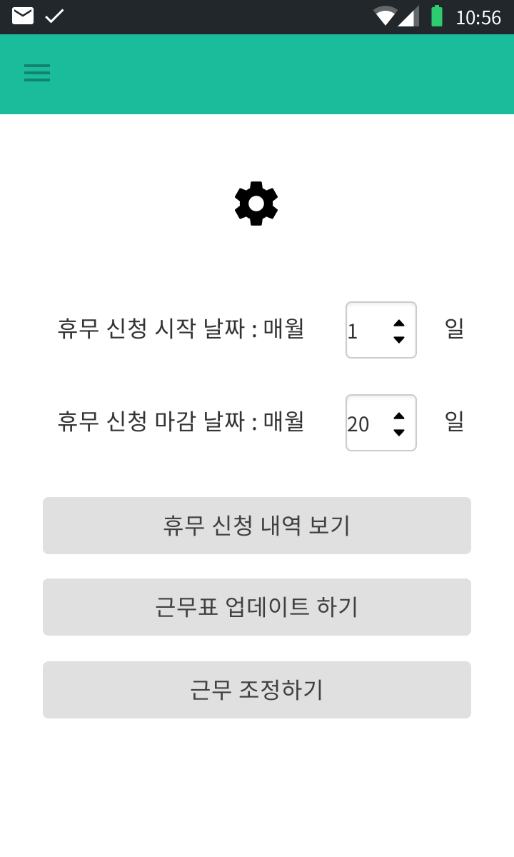 10:56
휴무 신청 시작 날짜 : 매월 1 일
휴무 신청 마감 날짜 : 매월 20 일
휴무 신청 내역 보기
근무표 업데이트 하기
근무 조정하기